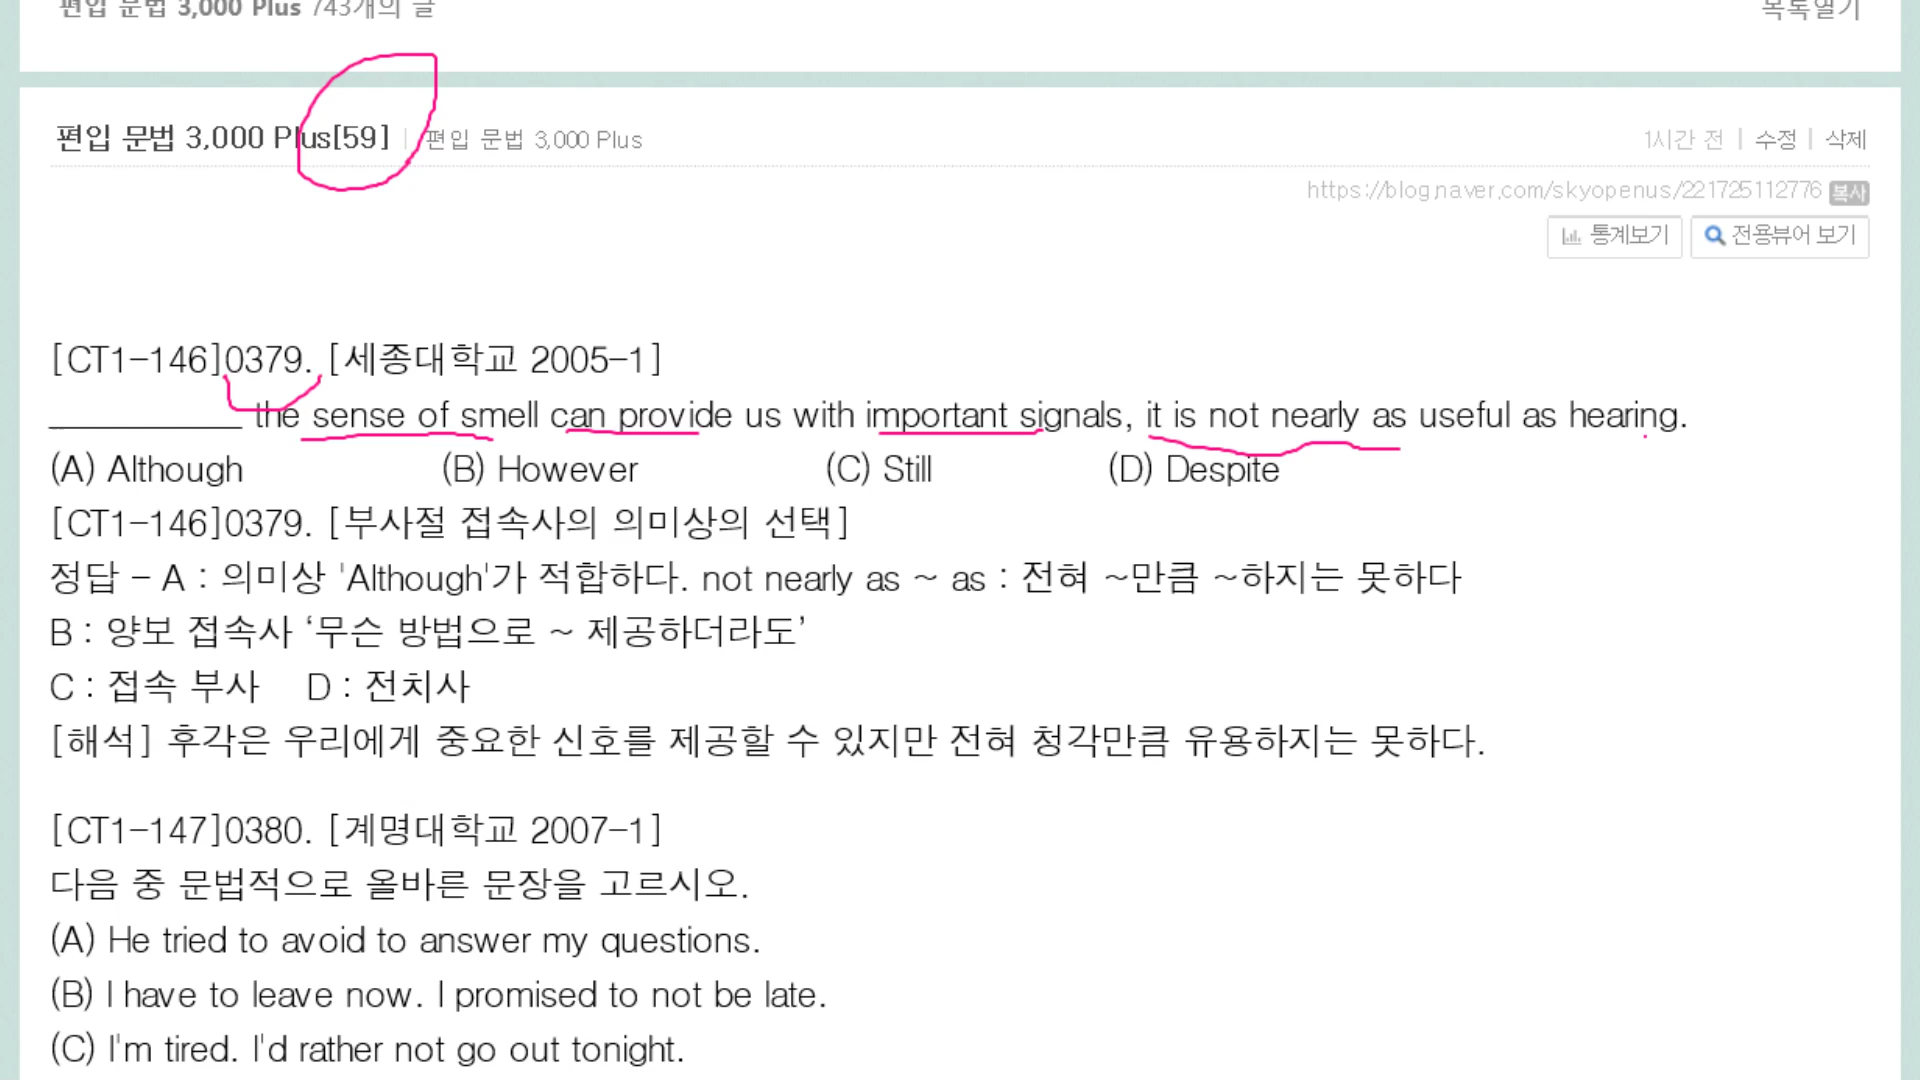 편입 문법 3,000 Plus 743개의 글 목록열기
편입 문법 3,000 Plus[59] | 편입 문법 3,000 Plus 1시간 전 | 수정 | 삭제
https://blog.naver.com/skyopenus/221725112776 복사
통계보기 전용뷰어 보기
[CT1-146]0379. [세종대학교 2005-1]
__________ the sense of smell can provide us with important signals, it is not nearly as useful as hearing.
(A) Although (B) However (C) Still (D) Despite
[CT1-146]0379. [부사절 접속사의 의미상의 선택]
정답 - A : 의미상 'Although'가 적합하다. not nearly as ~ as : 전혀 ~만큼 ~하지는 못하다
B : 양보 접속사 ‘무슨 방법으로 ~ 제공하더라도’
C : 접속 부사 D : 전치사
[해석] 후각은 우리에게 중요한 신호를 제공할 수 있지만 전혀 청각만큼 유용하지는 못하다.
[CT1-147]0380. [계명대학교 2007-1]
다음 중 문법적으로 올바른 문장을 고르시오.
(A) He tried to avoid to answer my questions.
(B) I have to leave now. I promised to not be late.
(C) I'm tired. I'd rather not go out tonight.